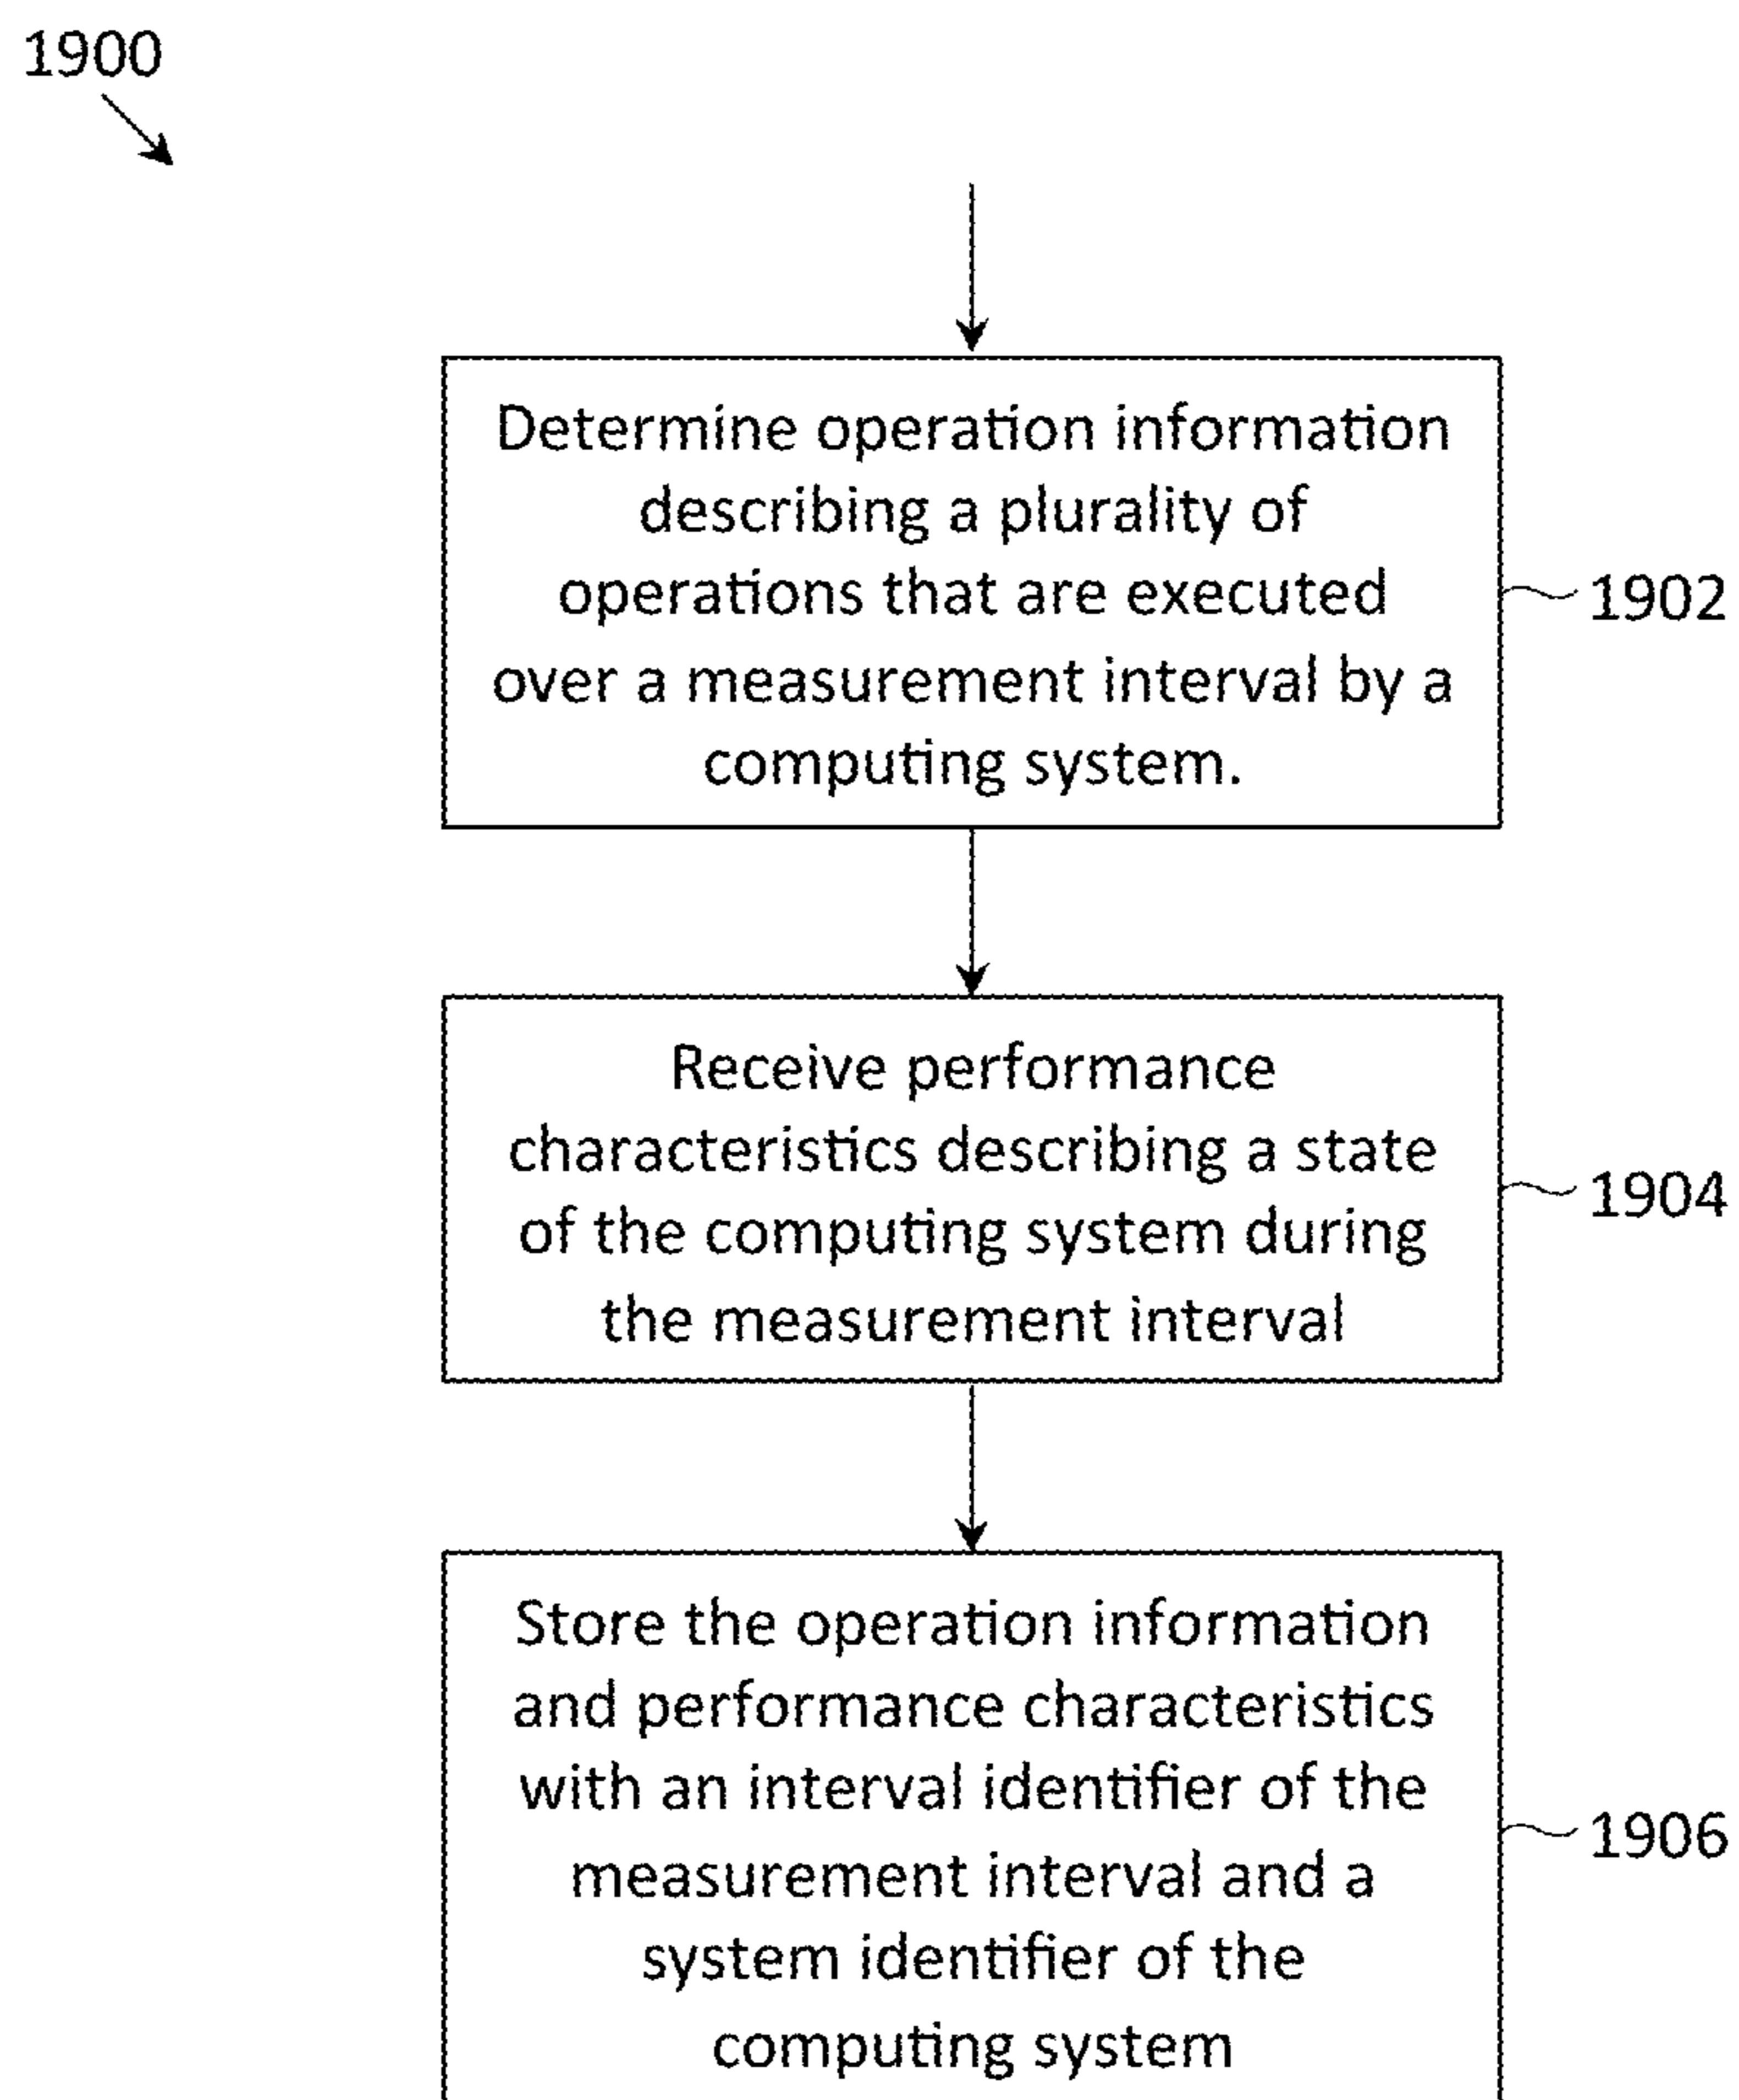 1900
Determine operation information
describing a plurality of
operations that are executed
over a measurement interval by a
computing system.
1902
Receive performance
characteristics describing a state
of the computing system during
the measurement interval
1904
Store the operation information
and performance characteristics
with an interval identifier of the
measurement interval and a
system identifier of the
computing system
1906